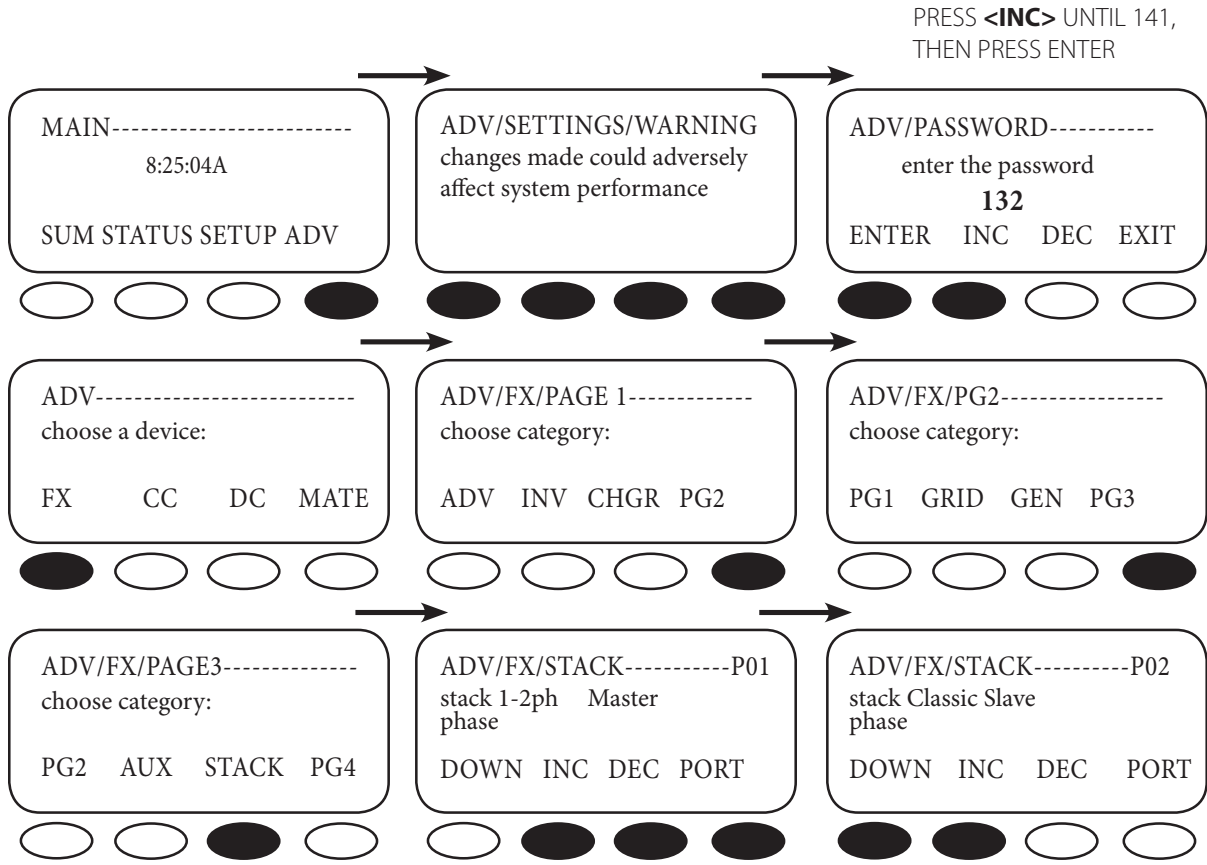 PRESS <INC> UNTIL 141,
THEN PRESS ENTER
MAIN-------------------------
8:25:04A
SUM STATUS SETUP ADV
ADV/SETTINGS/WARNING
changes made could adversely
affect system performance
ADV/PASSWORD-----------
enter the password
132
ENTER INC DEC EXIT
ADV---------------------------
choose a device:
FX CC DC MATE
ADV/FX/PAGE 1-------------
choose category:
ADV INV CHGR PG2
ADV/FX/PG2-----------------
choose category:
PG1 GRID GEN PG3
ADV/FX/PAGE3--------------
choose category:
PG2 AUX STACK PG4
ADV/FX/STACK-----------P01
stack 1-2ph Master
phase
DOWN INC DEC PORT
ADV/FX/STACK----------P02
stack Classic Slave
phase
DOWN INC DEC PORT